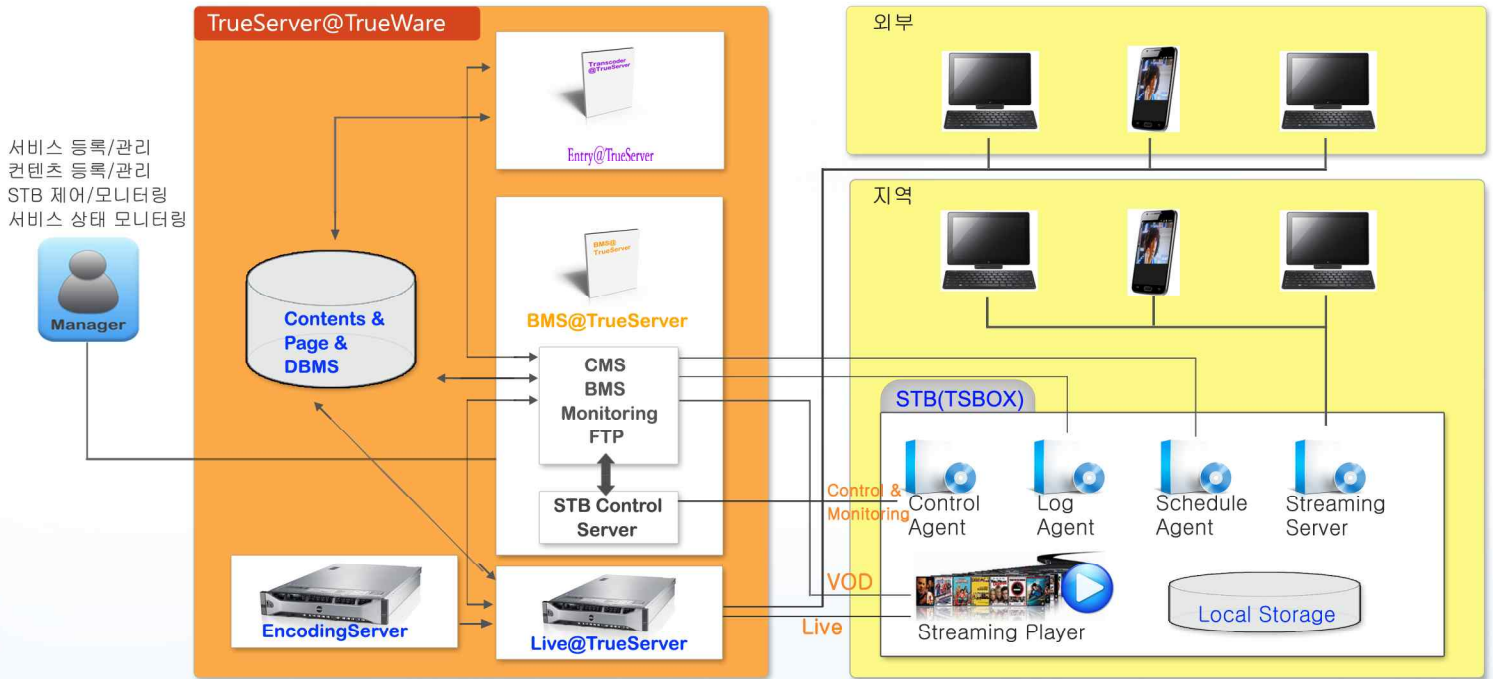 TrueServer@TrueWare
Transcoder
@TrueServer
Entry@TrueServer
서비스 등록/관리
컨텐츠 등록/관리
STB 제어/모니터링
서비스 상태 모니터링
Manager
Contents &
Page &
DBMS
BMS@
TrueServer
BMS@TrueServer
CMS
BMS
Monitoring
FTP
STB Control
Server
EncodingServer
Live@TrueServer
외부
지역
STB(TSBOX)
Control &
Monitoring
Control
Agent
Log
Agent
Schedule
Agent
Streaming
Server
VOD
Live
Streaming Player
Local Storage